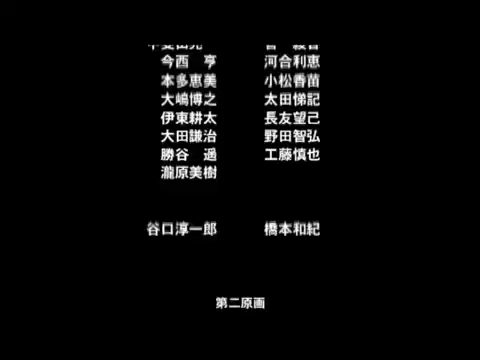 今西 亨 河合利恵
本多恵美 小松香苗
大嶋博之 太田悌記
伊東耕太 長友望己
大田謙治 野田智弘
勝谷 遥 工藤慎也
瀧原美樹
谷口淳一郎 橋本和紀
第二原画